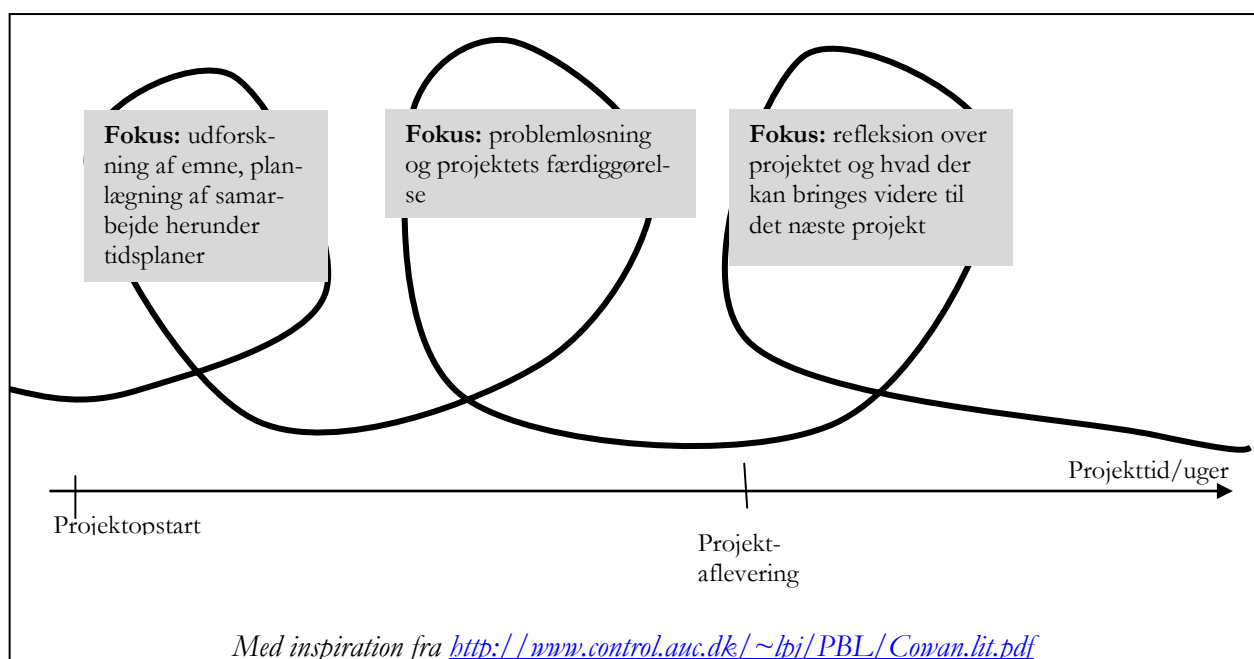 Fokus: udforsk-
ning af emne, plan-
lægning af samar-
bejde herunder
tidsplaner
Fokus: problemløsning
og projektets færdiggørel-
se
Fokus: refleksion over
projektet og hvad der
kan bringes videre til
det næste projekt
Projekttid/uger
Projektopstart
Projekt-
aflevering
Med inspiration fra http://www.control.auc.dk/~lpj/PBL/Cowan.lit.pdf